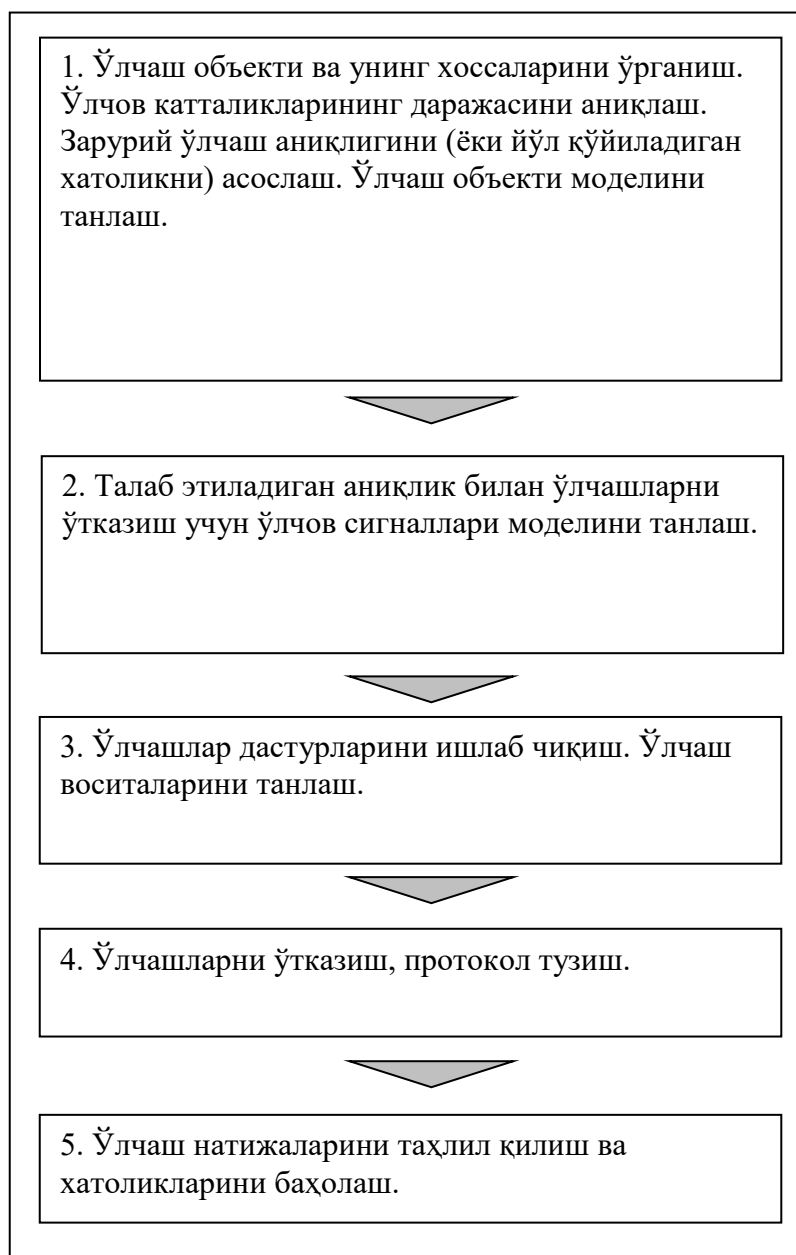 1. Ўлчаш объекти ва унинг хоссаларини ўрганиш.
Ўлчов катталикларининг даражасини аниқлаш.
Зарурий ўлчаш аниқлигини (ёки йўл қўйиладиган
хатоликни) асослаш. Ўлчаш объекти моделини
танлаш.
2. Талаб этиладиган аниқлик билан ўлчашларни
ўтказиш учун ўлчов сигналлари моделини танлаш.
3. Ўлчашлар дастурларини ишлаб чиқиш. Ўлчаш
воситаларини танлаш.
4. Ўлчашларни ўтказиш, протокол тузиш.
5. Ўлчаш натижаларини таҳлил қилиш ва
хатоликларини баҳолаш.